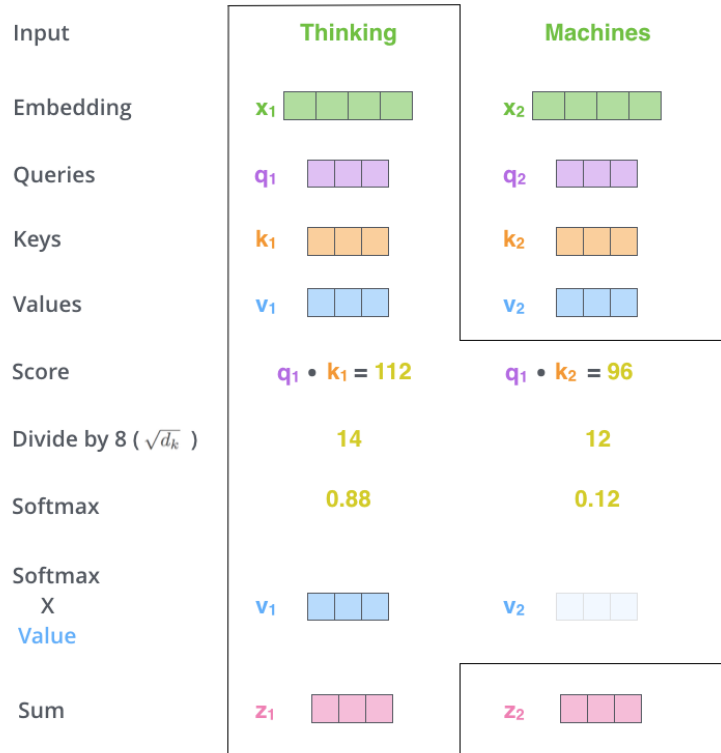 Input Thinking Machines
Embedding x₁ x₂
Queries q₁ q₂
Keys k₁ k₂
Values v₁ v₂
Score q₁ • k₁ = 112 q₁ • k₂ = 96
Divide by 8 ( √dₖ ) 14 12
Softmax 0.88 0.12
Softmax
X
Value v₁ v₂
Sum z₁ z₂